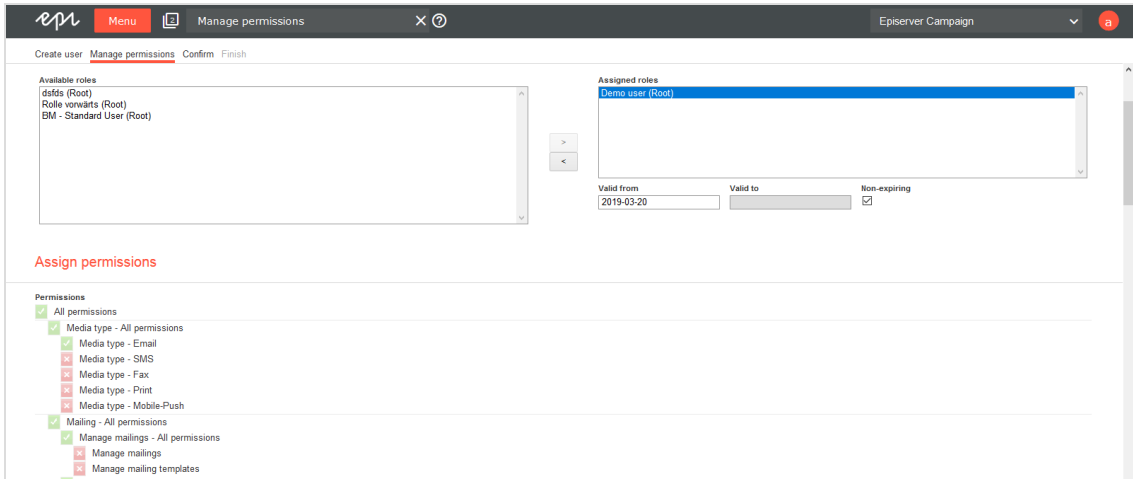 epi Menu 2 Manage permissions Episerver Campaign a
Create user Manage permissions Confirm Finish
Available roles
dsfds (Root)
Rolle vorwärts (Root)
BM - Standard User (Root)
>
<
Assigned roles
Demo user (Root)
Valid from Valid to Non-expiring
2019-03-20
Assign permissions
Permissions
All permissions
Media type - All permissions
Media type - Email
Media type - SMS
Media type - Fax
Media type - Print
Media type - Mobile-Push
Mailing - All permissions
Manage mailings - All permissions
Manage mailings
Manage mailing templates